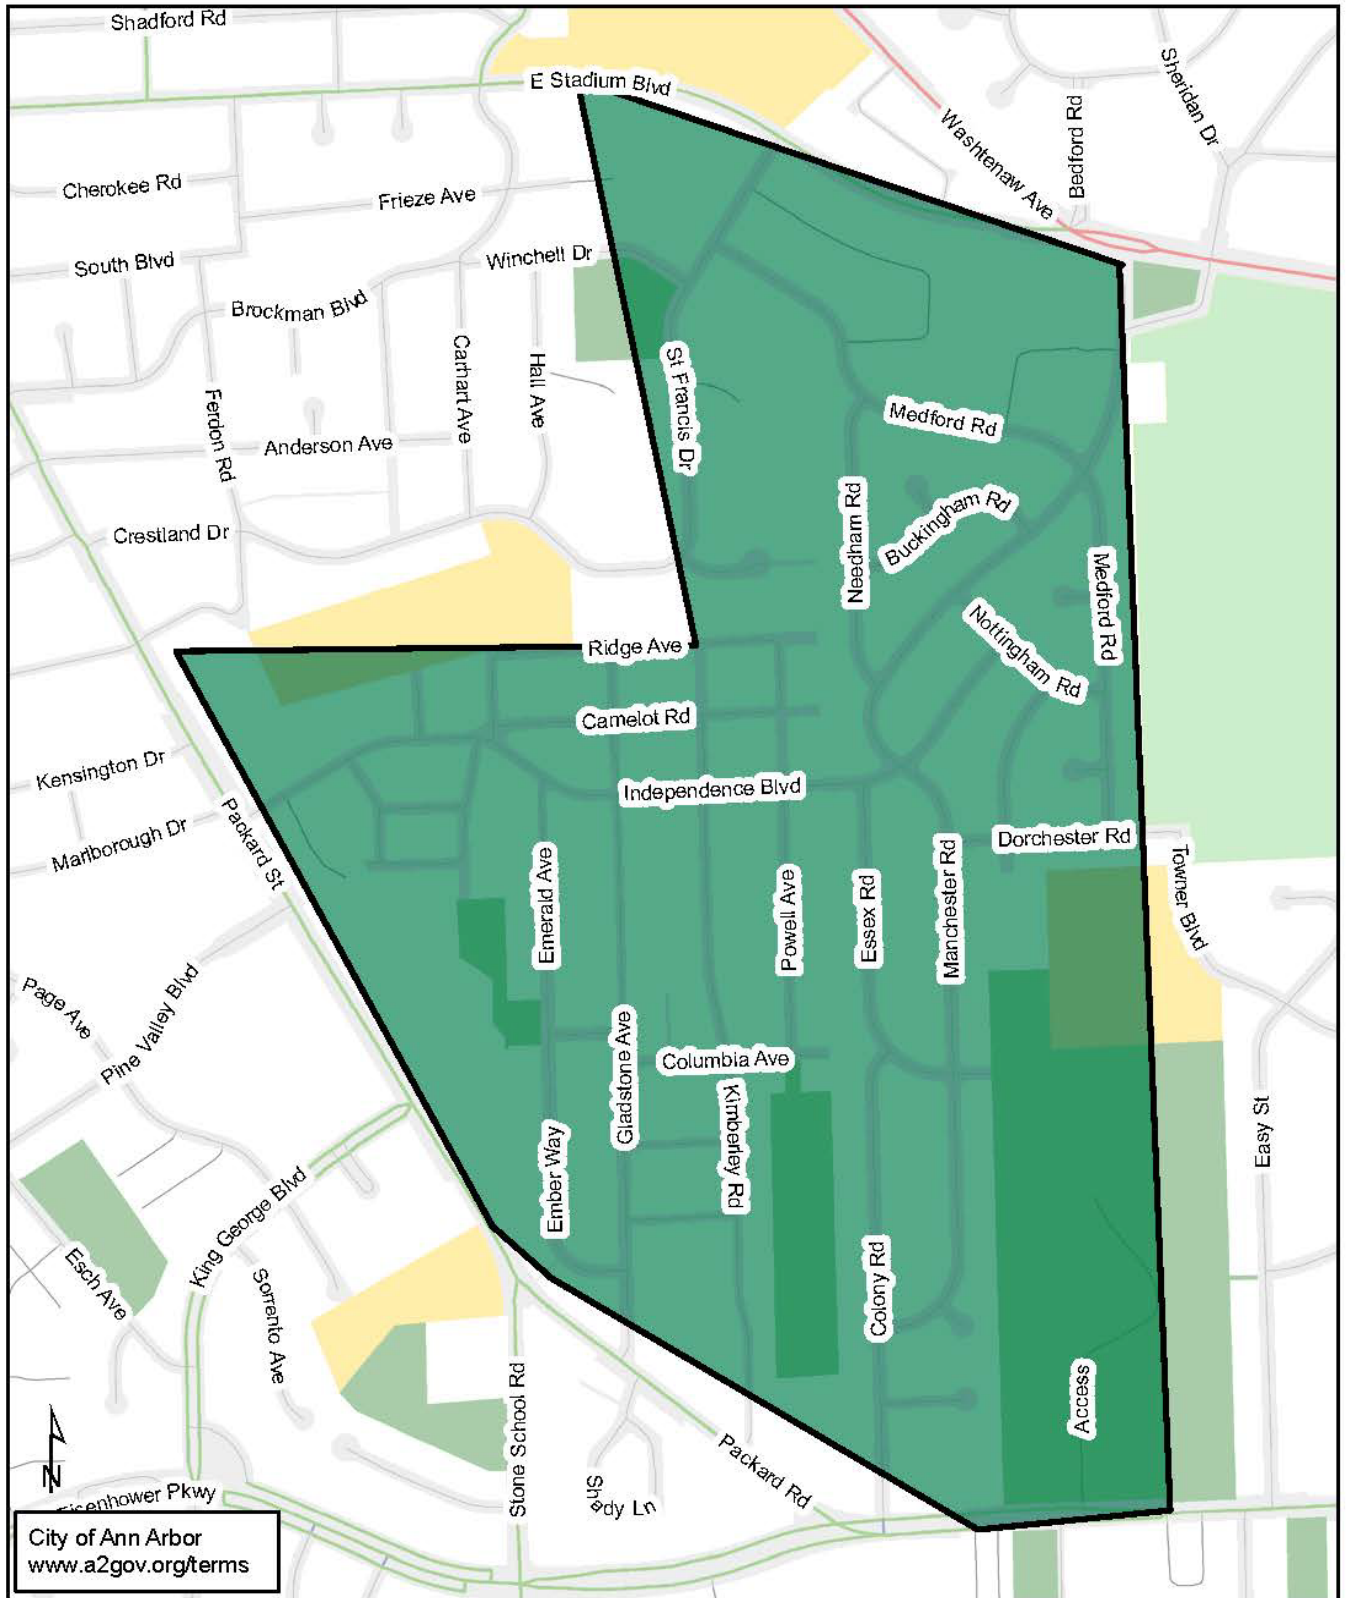 Shadford Rd
E Stadium Blvd
Sheridan Dr
Bedford Rd
Washtenaw Ave
Cherokee Rd
Frieze Ave
Winchell Dr
South Blvd
Brockman Blvd
Carhart Ave
Hall Ave
St Francis Dr
Ferdon Rd
Medford Rd
Anderson Ave
Needham Rd
Buckingham Rd
Crestland Dr
Medford Rd
Ridge Ave
Nottingham Rd
Camelot Rd
Kensington Dr
Independence Blvd
Marlborough Dr
Packard St
Dorchester Rd
Towner Blvd
Emerald Ave
Powell Ave
Essex Rd
Manchester Rd
Page Ave
Pine Valley Blvd
Gladstone Ave
Columbia Ave
Kimberley Rd
Easy St
Ember Way
King George Blvd
Esch Ave
Sorrento Ave
Colony Rd
Access
Stone School Rd
Packard Rd
Shady Ln
N
Eisenhower Pkwy
City of Ann Arbor
www.a2gov.org/terms